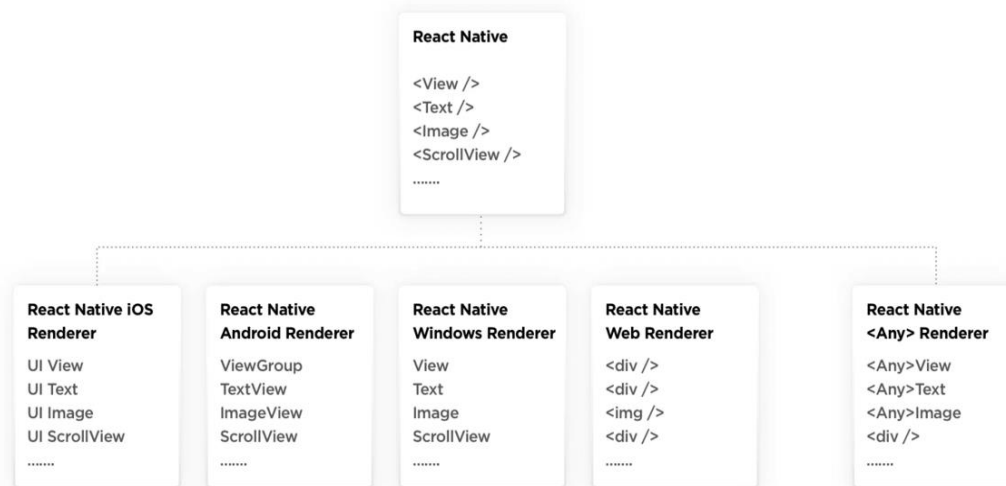 React Native
<View />
<Text />
<Image />
<ScrollView />
.......
React Native iOS
Renderer
UI View
UI Text
UI Image
UI ScrollView
.......
React Native
Android Renderer
ViewGroup
TextView
ImageView
ScrollView
.......
React Native
Windows Renderer
View
Text
Image
ScrollView
.......
React Native
Web Renderer
<div />
<div />
<img />
<div />
.......
React Native
<Any> Renderer
<Any>View
<Any>Text
<Any>Image
<div />
.......